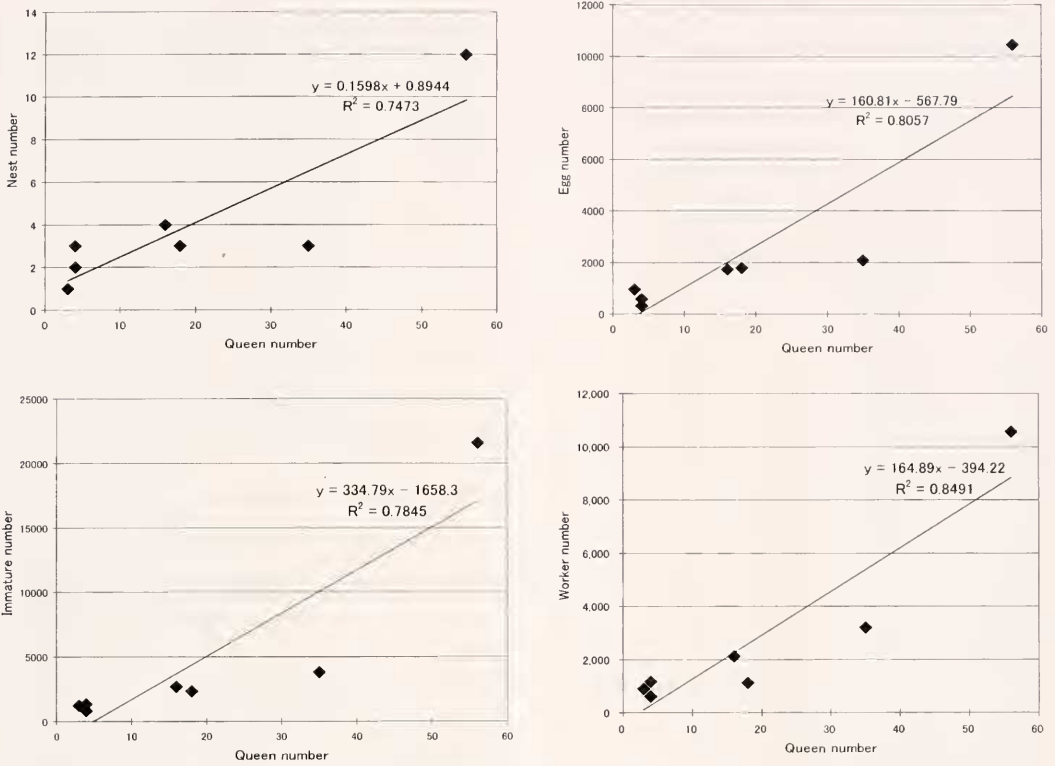 14
12
10
8
6
4
2
0
Nest number
y = 0.1598x + 0.8944
R² = 0.7473
0 10 20 30 40 50 60
Queen number
12000
10000
8000
6000
4000
2000
0
Egg number
y = 160.81x − 567.79
R² = 0.8057
0 10 20 30 40 50 60
Queen number
25000
20000
15000
10000
5000
0
Immature number
y = 334.79x − 1658.3
R² = 0.7845
0 10 20 30 40 50 60
Queen number
12,000
10,000
8,000
6,000
4,000
2,000
0
Worker number
y = 164.89x − 394.22
R² = 0.8491
0 10 20 30 40 50 60
Queen number